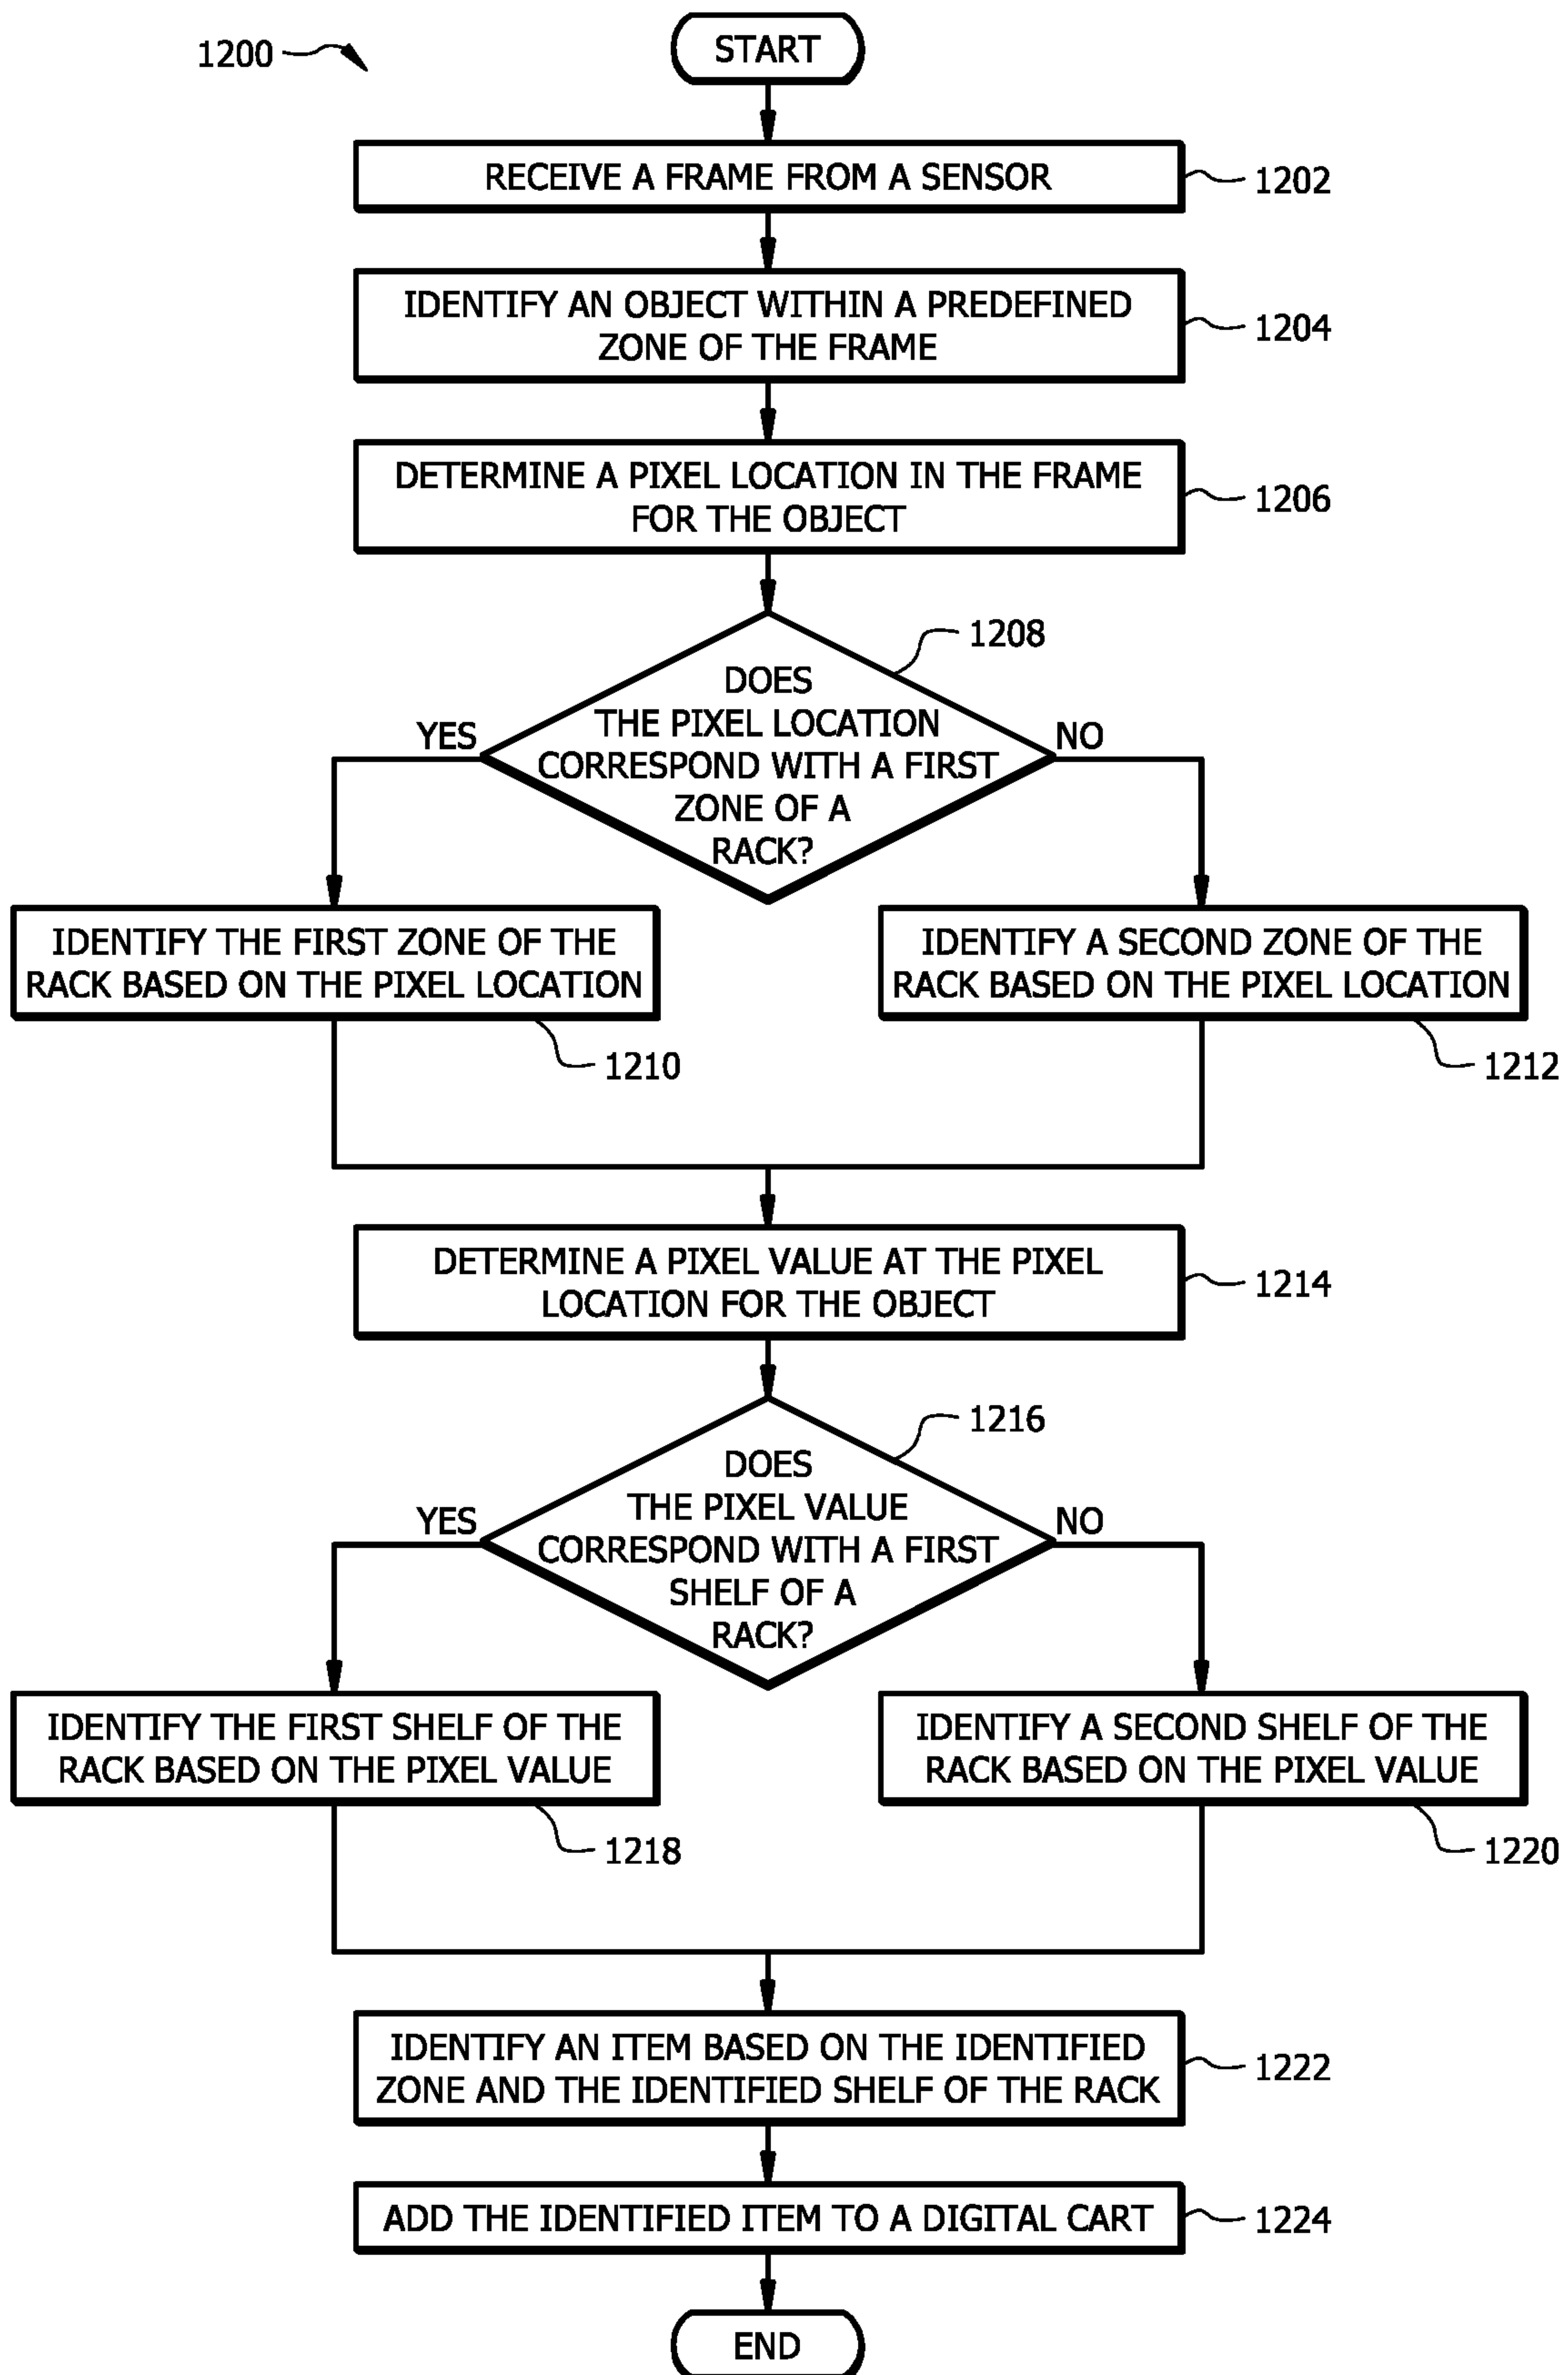 1200
START
RECEIVE A FRAME FROM A SENSOR
1202
IDENTIFY AN OBJECT WITHIN A PREDEFINED
ZONE OF THE FRAME
1204
DETERMINE A PIXEL LOCATION IN THE FRAME
FOR THE OBJECT
1206
1208
DOES
THE PIXEL LOCATION
CORRESPOND WITH A FIRST
ZONE OF A
RACK?
YES
NO
IDENTIFY THE FIRST ZONE OF THE
RACK BASED ON THE PIXEL LOCATION
1210
IDENTIFY A SECOND ZONE OF THE
RACK BASED ON THE PIXEL LOCATION
1212
DETERMINE A PIXEL VALUE AT THE PIXEL
LOCATION FOR THE OBJECT
1214
1216
DOES
THE PIXEL VALUE
CORRESPOND WITH A FIRST
SHELF OF A
RACK?
YES
NO
IDENTIFY THE FIRST SHELF OF THE
RACK BASED ON THE PIXEL VALUE
1218
IDENTIFY A SECOND SHELF OF THE
RACK BASED ON THE PIXEL VALUE
1220
IDENTIFY AN ITEM BASED ON THE IDENTIFIED
ZONE AND THE IDENTIFIED SHELF OF THE RACK
1222
ADD THE IDENTIFIED ITEM TO A DIGITAL CART
1224
END